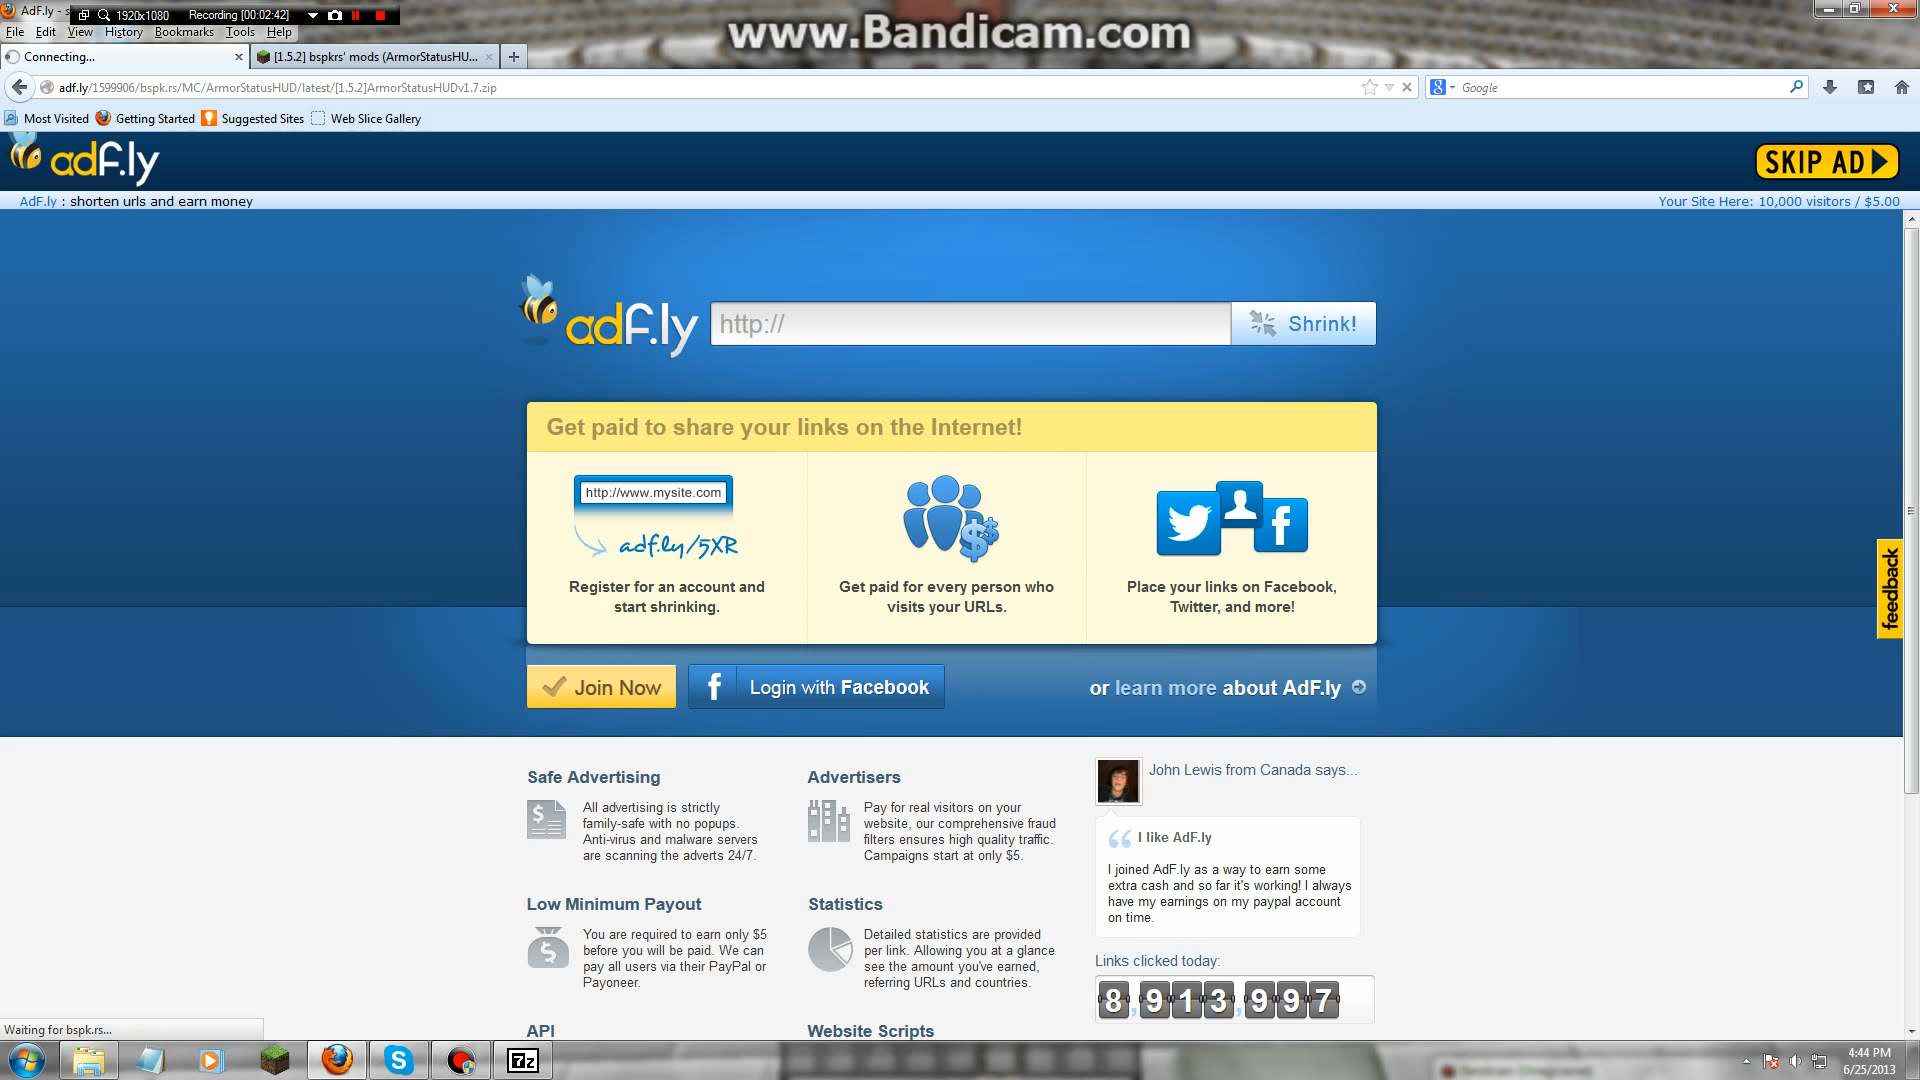 AdF.ly - s
1920x1080 Recording [00:02:42]
www.Bandicam.com
File Edit View History Bookmarks Tools Help
Connecting...
[1.5.2] bspkrs' mods (ArmorStatusHU...
adf.ly/1599906/bspk.rs/MC/ArmorStatusHUD/latest/[1.5.2]ArmorStatusHUDv1.7.zip
Google
Most Visited Getting Started Suggested Sites Web Slice Gallery
adf.ly
SKIP AD
AdF.ly : shorten urls and earn money
Your Site Here: 10,000 visitors / $5.00
adf.ly
http://
Shrink!
Get paid to share your links on the Internet!
http://www.mysite.com
adf.ly/5XR
Register for an account and
start shrinking.
Get paid for every person who
visits your URLs.
Place your links on Facebook,
Twitter, and more!
feedback
Join Now
Login with Facebook
or learn more about AdF.ly
Safe Advertising
All advertising is strictly
family-safe with no popups.
Anti-virus and malware servers
are scanning the adverts 24/7.
Advertisers
Pay for real visitors on your
website, our comprehensive fraud
filters ensures high quality traffic.
Campaigns start at only $5.
John Lewis from Canada says...
I like AdF.ly
I joined AdF.ly as a way to earn some
extra cash and so far it's working! I always
have my earnings on my paypal account
on time.
Low Minimum Payout
You are required to earn only $5
before you will be paid. We can
pay all users via their PayPal or
Payoneer.
Statistics
Detailed statistics are provided
per link. Allowing you at a glance
see the amount you've earned,
referring URLs and countries.
Links clicked today:
8,913,997
API
Website Scripts
Waiting for bspk.rs...
7z
4:44 PM
6/25/2013